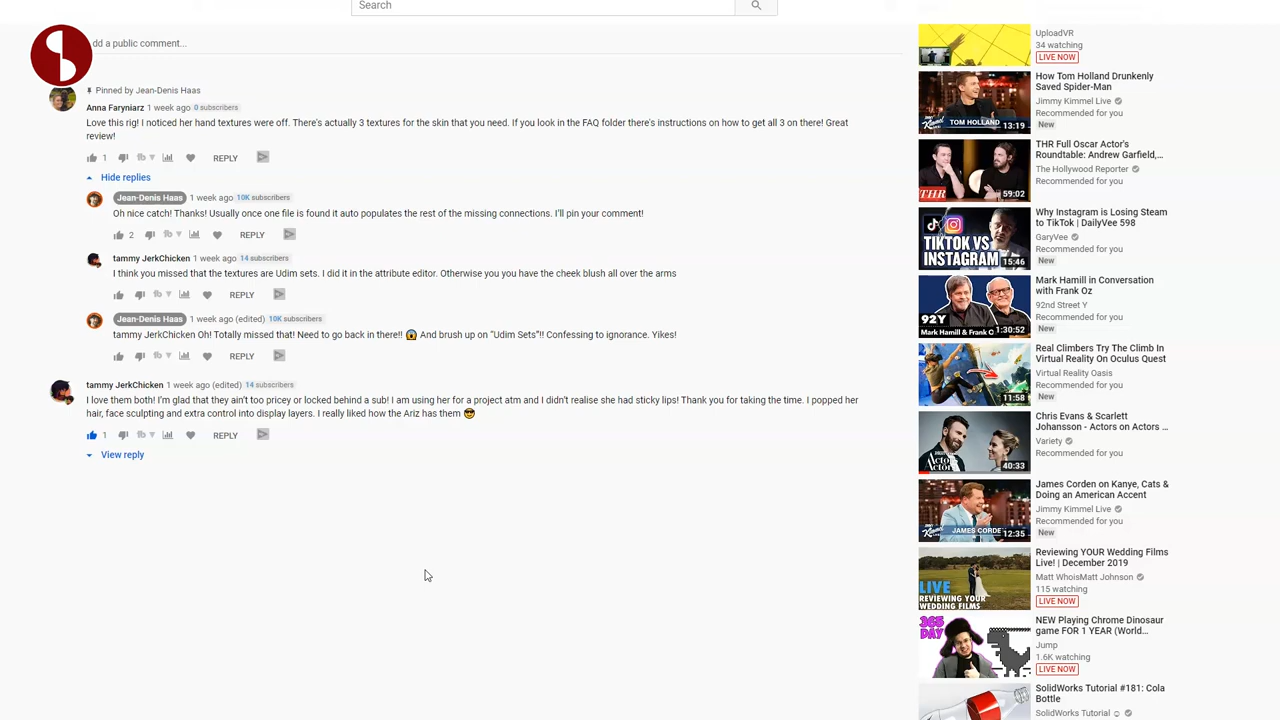 Search
dd a public comment...
Pinned by Jean-Denis Haas
Anna Faryniarz 1 week ago 0 subscribers
Love this rig! I noticed her hand textures were off. There's actually 3 textures for the skin that you need. If you look in the FAQ folder there's instructions on how to get all 3 on there! Great
review!
1 REPLY
Hide replies
Jean-Denis Haas 1 week ago 10K subscribers
Oh nice catch! Thanks! Usually once one file is found it auto populates the rest of the missing connections. I'll pin your comment!
2 REPLY
tammy JerkChicken 1 week ago 14 subscribers
I think you missed that the textures are Udim sets. I did it in the attribute editor. Otherwise you you have the cheek blush all over the arms
REPLY
Jean-Denis Haas 1 week ago (edited) 10K subscribers
tammy JerkChicken Oh! Totally missed that! Need to go back in there!! 😱 And brush up on "Udim Sets"!! Confessing to ignorance. Yikes!
REPLY
tammy JerkChicken 1 week ago (edited) 14 subscribers
I love them both! I'm glad that they ain't too pricey or locked behind a sub! I am using her for a project atm and I didn't realise she had sticky lips! Thank you for taking the time. I popped her
hair, face sculpting and extra control into display layers. I really liked how the Ariz has them 😎
1 REPLY
View reply
UploadVR
34 watching
LIVE NOW
How Tom Holland Drunkenly
Saved Spider-Man
Jimmy Kimmel Live
Recommended for you
New
TOM HOLLAND
13:19
THR Full Oscar Actor's
Roundtable: Andrew Garfield,...
The Hollywood Reporter
Recommended for you
THR
59:02
Why Instagram is Losing Steam
to TikTok | DailyVee 598
GaryVee
Recommended for you
New
TIKTOK VS
INSTAGRAM
15:46
Mark Hamill in Conversation
with Frank Oz
92nd Street Y
Recommended for you
New
92Y
Mark Hamill & Frank O
1:30:52
Real Climbers Try The Climb In
Virtual Reality On Oculus Quest
Virtual Reality Oasis
Recommended for you
New
11:58
Chris Evans & Scarlett
Johansson - Actors on Actors ...
Variety
Recommended for you
Actors
Actor
40:33
James Corden on Kanye, Cats &
Doing an American Accent
Jimmy Kimmel Live
Recommended for you
New
JAMES CORDE
12:35
Reviewing YOUR Wedding Films
Live! | December 2019
Matt WhoisMatt Johnson
115 watching
LIVE NOW
LIVE
REVIEWING YOUR
WEDDING FILMS
NEW Playing Chrome Dinosaur
game FOR 1 YEAR (World...
Jump
1.6K watching
LIVE NOW
365
DAY
SolidWorks Tutorial #181: Cola
Bottle
SolidWorks Tutorial